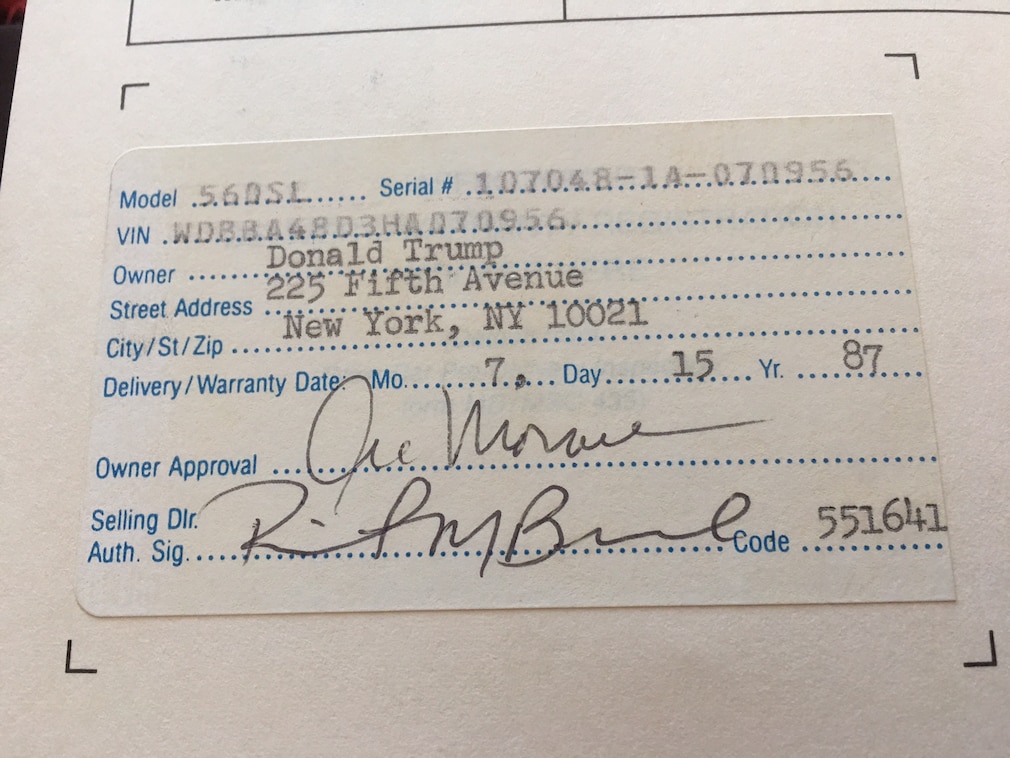 Model .560SL...... Serial # .107048-1A-070956....
VIN .WDBBA48D3HA070956.
Owner ...... Donald Trump
Street Address 225 Fifth Avenue
City/St/Zip .... New York, NY 10021
Delivery/Warranty Date. Mo.......7.,... Day .......15....... Yr. .....87.....
Owner Approval
Selling Dlr.
Auth. Sig. Code 551641